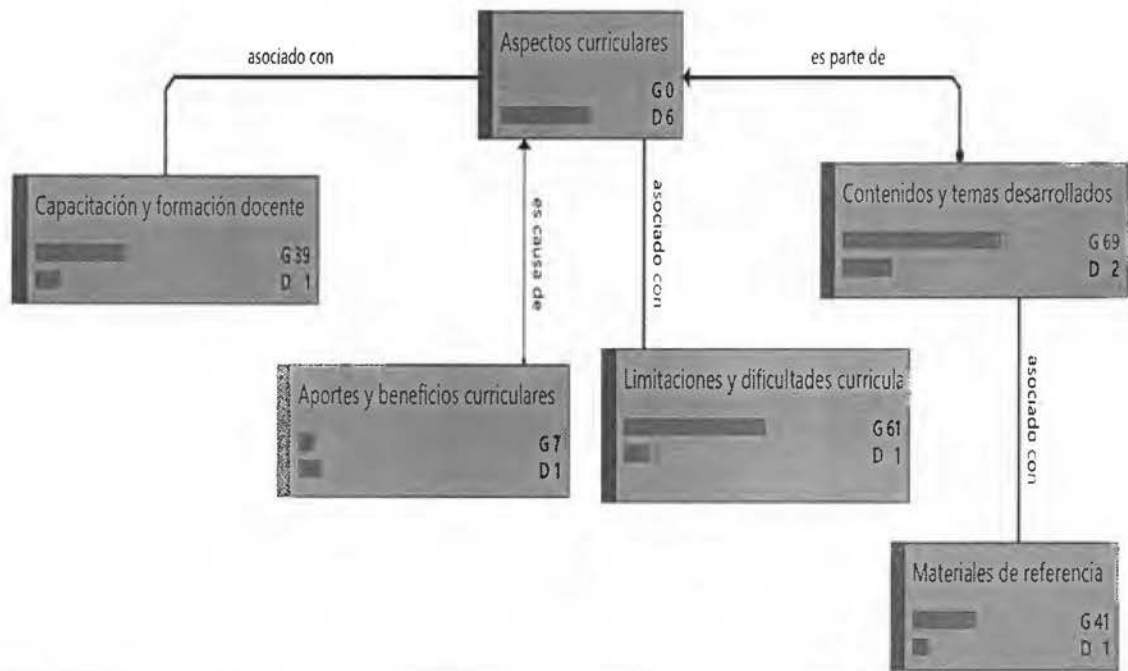 Aspectos curriculares
G 0
D 6
asociado con
es parte de
Capacitación y formación docente
G 39
D 1
Contenidos y temas desarrollados
G 69
D 2
es causa de
asociado con
Aportes y beneficios curriculares
G 7
D 1
Limitaciones y dificultades curricula
G 61
D 1
asociado con
Materiales de referencia
G 41
D 1